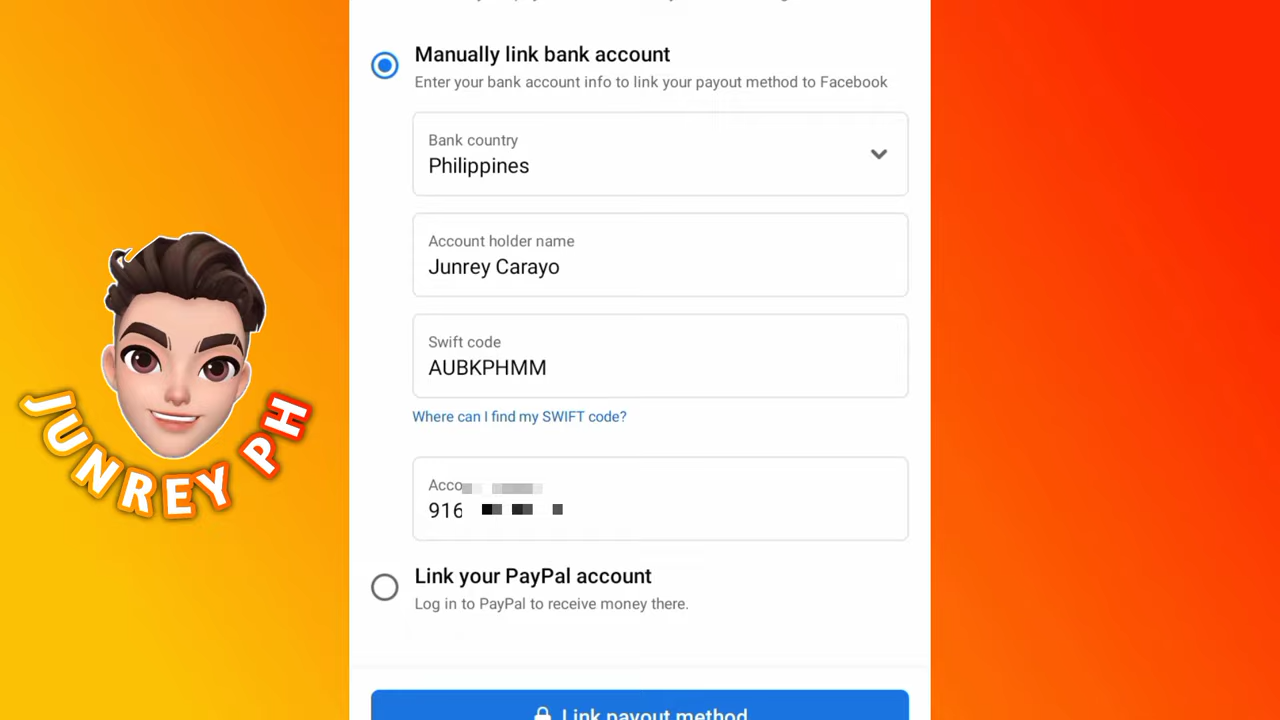 Manually link bank account
Enter your bank account info to link your payout method to Facebook
Bank country
Philippines
Account holder name
Junrey Carayo
Swift code
AUBKPHMM
Where can I find my SWIFT code?
Acco
916
Link your PayPal account
Log in to PayPal to receive money there.
Link payout method
JUNREY PH